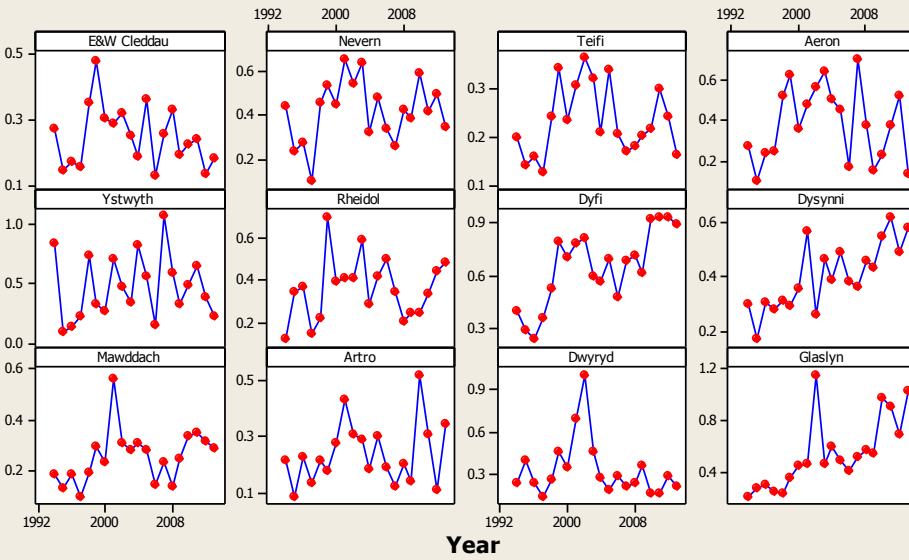 1992 2000 2008 1992 2000 2008
E&W Cleddau Nevern Teifi Aeron
0.5 0.6 0.3 0.6
0.3 0.4 0.2 0.4
0.1 0.2 0.1 0.2
Ystwyth Rheidol Dyfi Dysynni
1.0 0.6 0.9 0.6
0.5 0.4 0.6 0.4
0.0 0.2 0.3 0.2
Mawddach Artro Dwyryd Glaslyn
0.6 0.5 0.9 1.2
0.4 0.3 0.6 0.8
0.2 0.1 0.3 0.4
1992 2000 2008 1992 2000 2008
Year